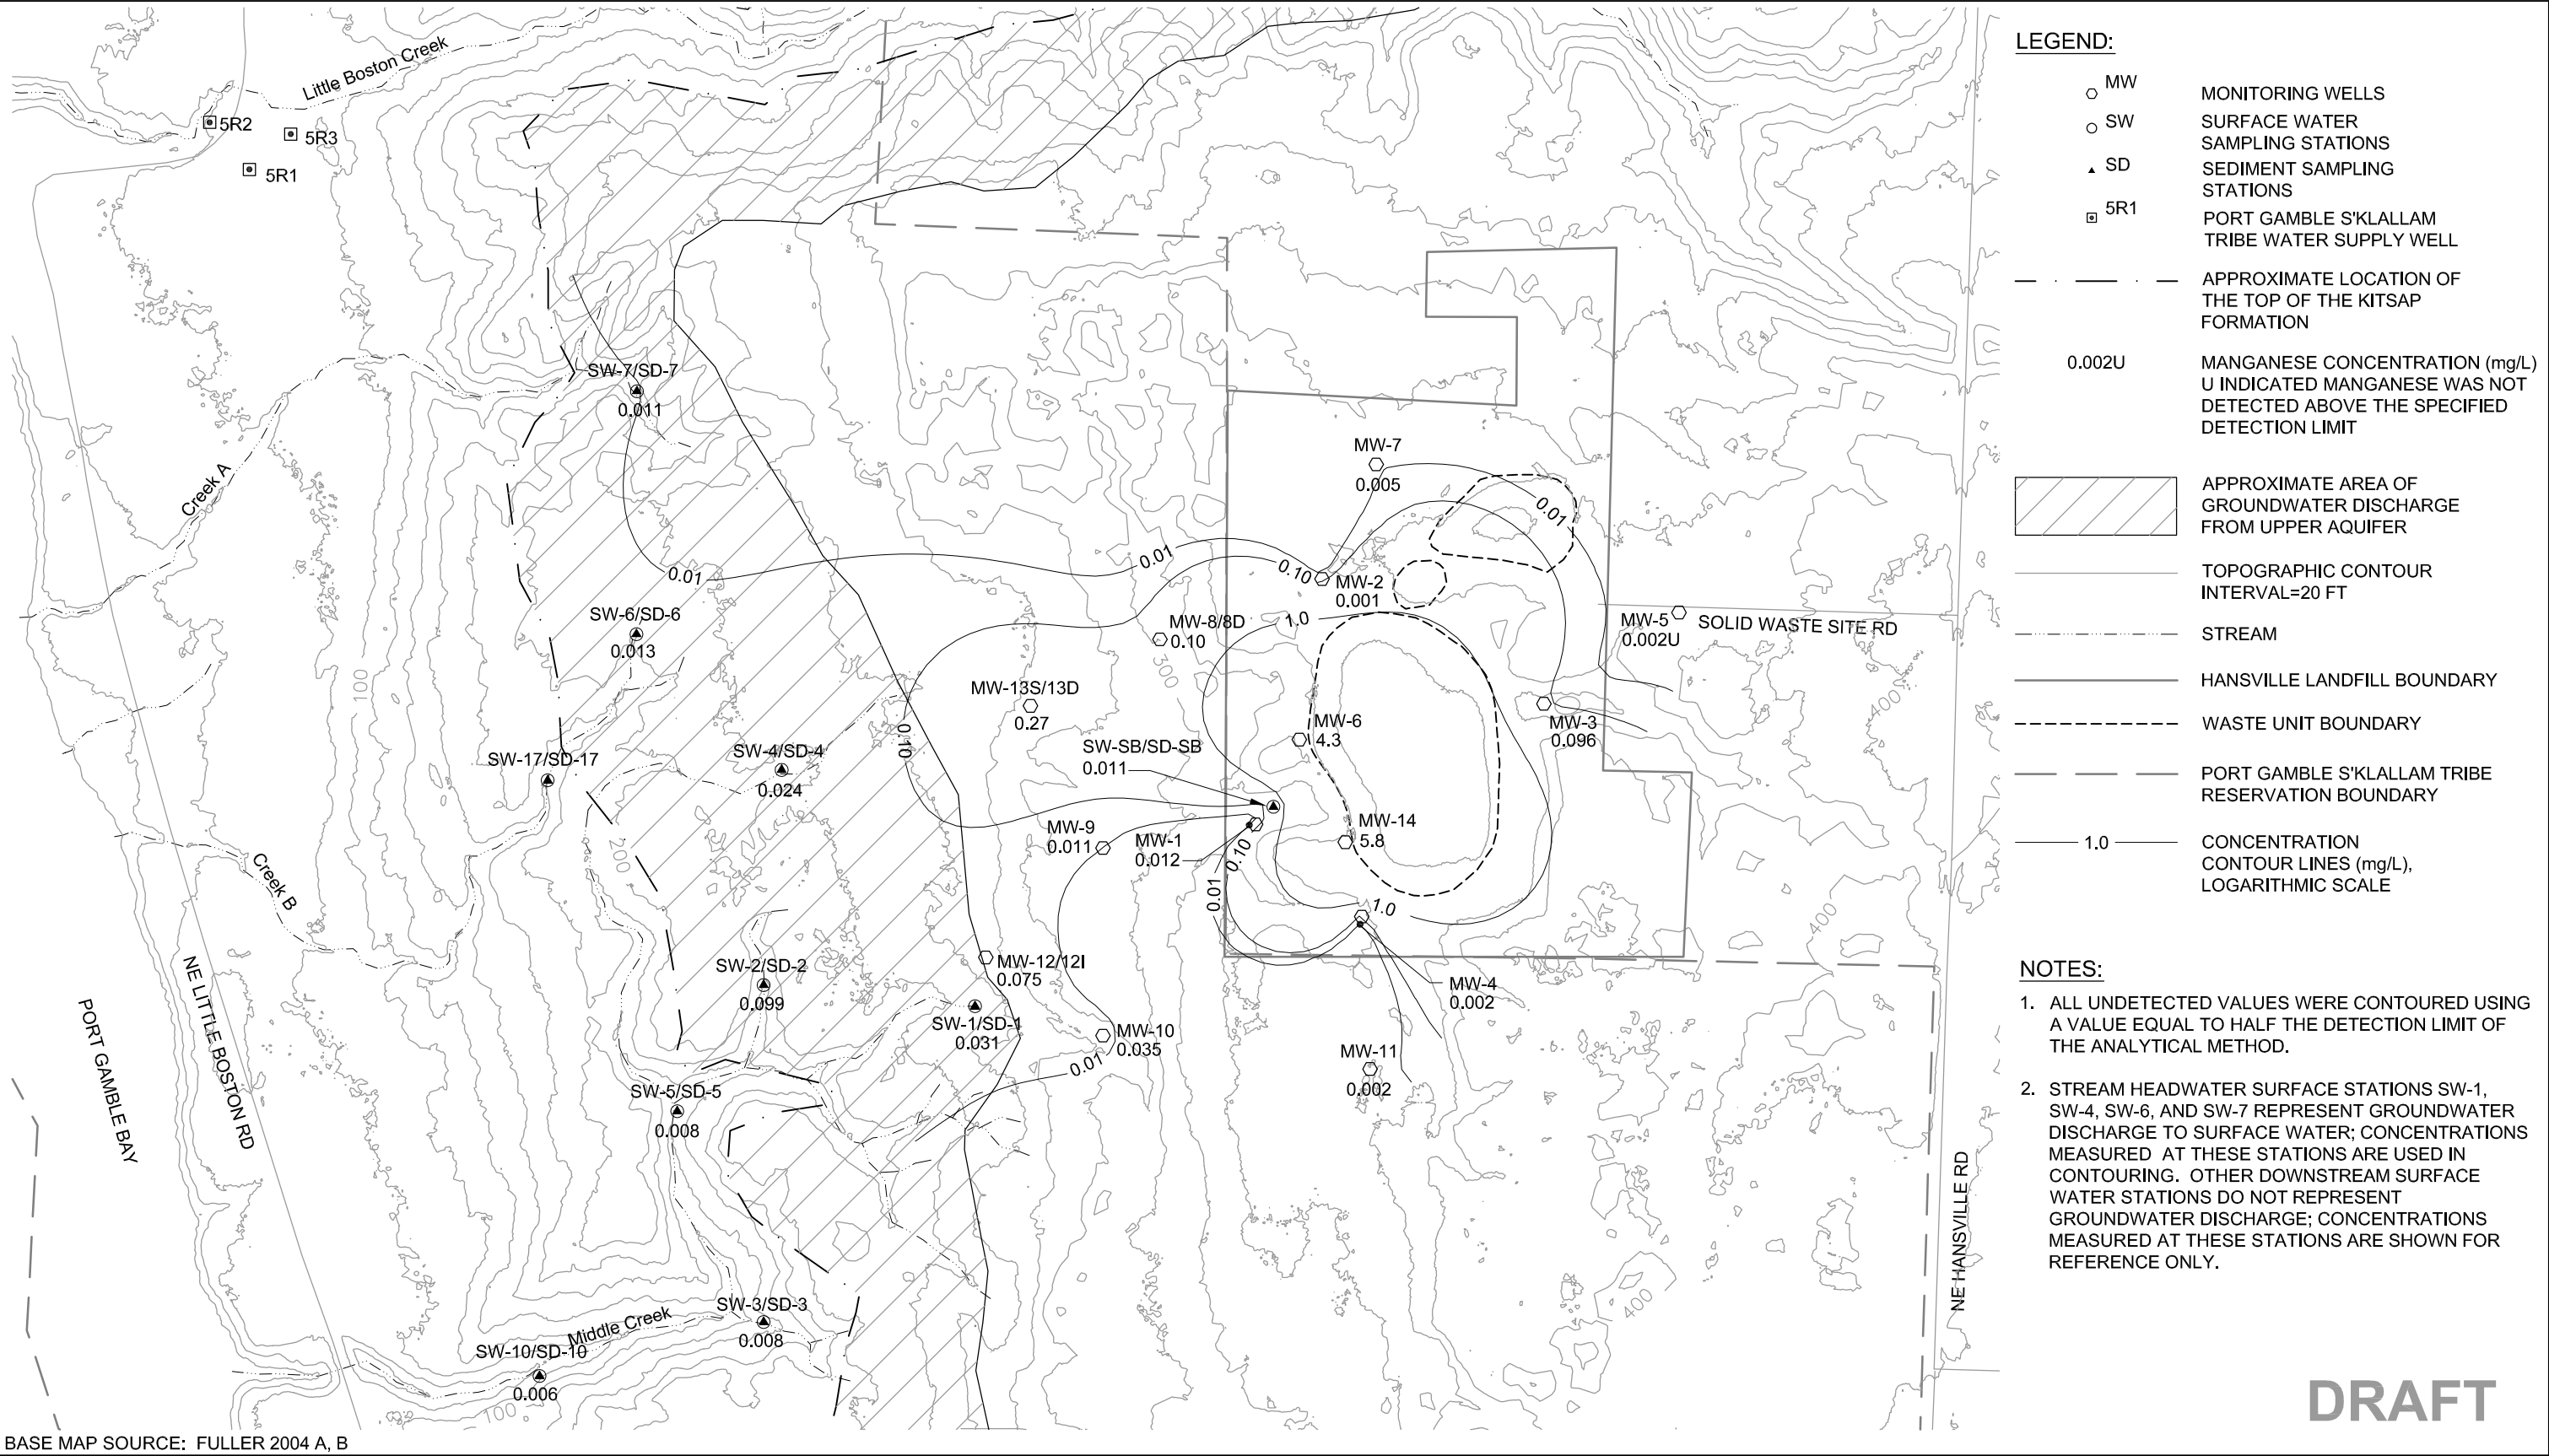 Little Boston Creek
5R2
5R3
5R1
SW-7/SD-7
0.011
Creek A
MW-7
0.005
0.01
0.01
0.01
0.10
MW-2
0.001
SW-6/SD-6
0.013
MW-8/8D
0.10
1.0
MW-5
0.002U
SOLID WASTE SITE RD
100
300
MW-13S/13D
0.27
400
MW-6
4.3
MW-3
0.096
0.10
SW-SB/SD-SB
0.011
SW-17/SD-17
SW-4/SD-4
0.024
MW-9
0.011
MW-1
0.012
MW-14
5.8
0.10
200
Creek B
0.01
1.0
400
MW-12/12I
0.075
SW-2/SD-2
0.099
MW-4
0.002
SW-1/SD-1
0.031
MW-10
0.035
0.01
MW-11
0.002
PORT GAMBLE BAY
NE LITTLE BOSTON RD
SW-5/SD-5
0.008
NE HANSVILLE RD
400
SW-3/SD-3
0.008
Middle Creek
SW-10/SD-10
0.006
100
BASE MAP SOURCE: FULLER 2004 A, B
LEGEND:
MW
MONITORING WELLS
SW
SURFACE WATER
SAMPLING STATIONS
SD
SEDIMENT SAMPLING
STATIONS
5R1
PORT GAMBLE S'KLALLAM
TRIBE WATER SUPPLY WELL
APPROXIMATE LOCATION OF
THE TOP OF THE KITSAP
FORMATION
0.002U
MANGANESE CONCENTRATION (mg/L)
U INDICATED MANGANESE WAS NOT
DETECTED ABOVE THE SPECIFIED
DETECTION LIMIT
APPROXIMATE AREA OF
GROUNDWATER DISCHARGE
FROM UPPER AQUIFER
TOPOGRAPHIC CONTOUR
INTERVAL=20 FT
STREAM
HANSVILLE LANDFILL BOUNDARY
WASTE UNIT BOUNDARY
PORT GAMBLE S'KLALLAM TRIBE
RESERVATION BOUNDARY
1.0
CONCENTRATION
CONTOUR LINES (mg/L),
LOGARITHMIC SCALE
NOTES:
1. ALL UNDETECTED VALUES WERE CONTOURED USING
A VALUE EQUAL TO HALF THE DETECTION LIMIT OF
THE ANALYTICAL METHOD.
2. STREAM HEADWATER SURFACE STATIONS SW-1,
SW-4, SW-6, AND SW-7 REPRESENT GROUNDWATER
DISCHARGE TO SURFACE WATER; CONCENTRATIONS
MEASURED AT THESE STATIONS ARE USED IN
CONTOURING. OTHER DOWNSTREAM SURFACE
WATER STATIONS DO NOT REPRESENT
GROUNDWATER DISCHARGE; CONCENTRATIONS
MEASURED AT THESE STATIONS ARE SHOWN FOR
REFERENCE ONLY.
DRAFT